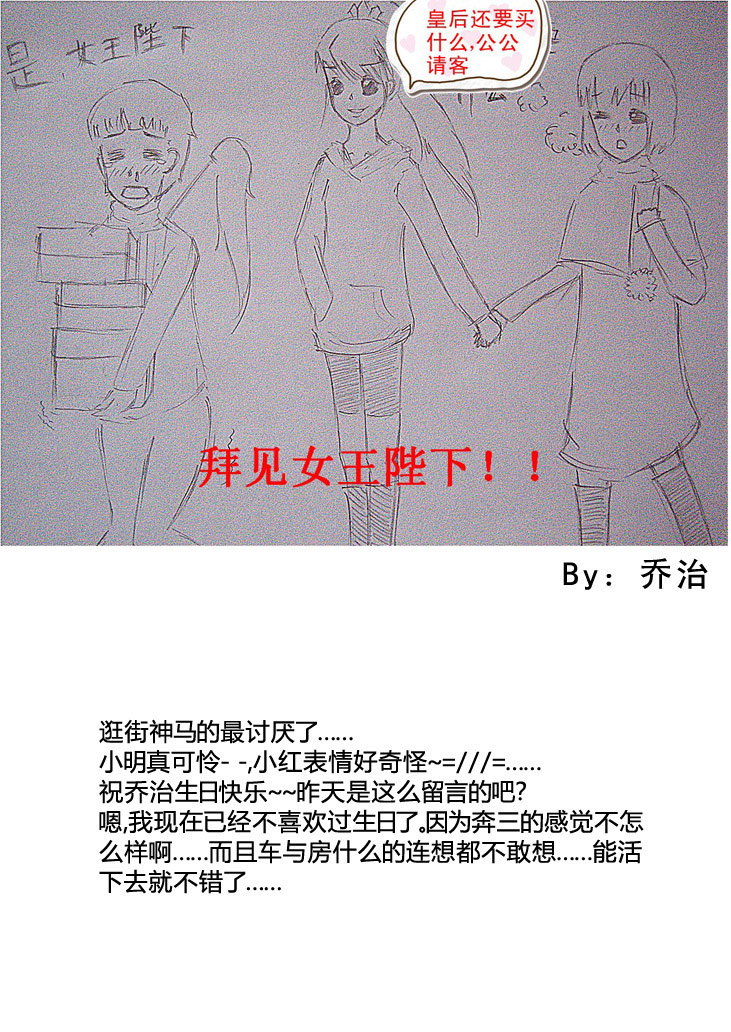 是,女王陛下
皇后还要买
什么,公公
请客
拜见女王陛下！！
By：乔治
逛街神马的最讨厌了……
小明真可怜- -,小红表情好奇怪~=///=……
祝乔治生日快乐~~昨天是这么留言的吧?
嗯,我现在已经不喜欢过生日了。因为奔三的感觉不怎
么样啊……而且车与房什么的连想都不敢想……能活
下去就不错了……